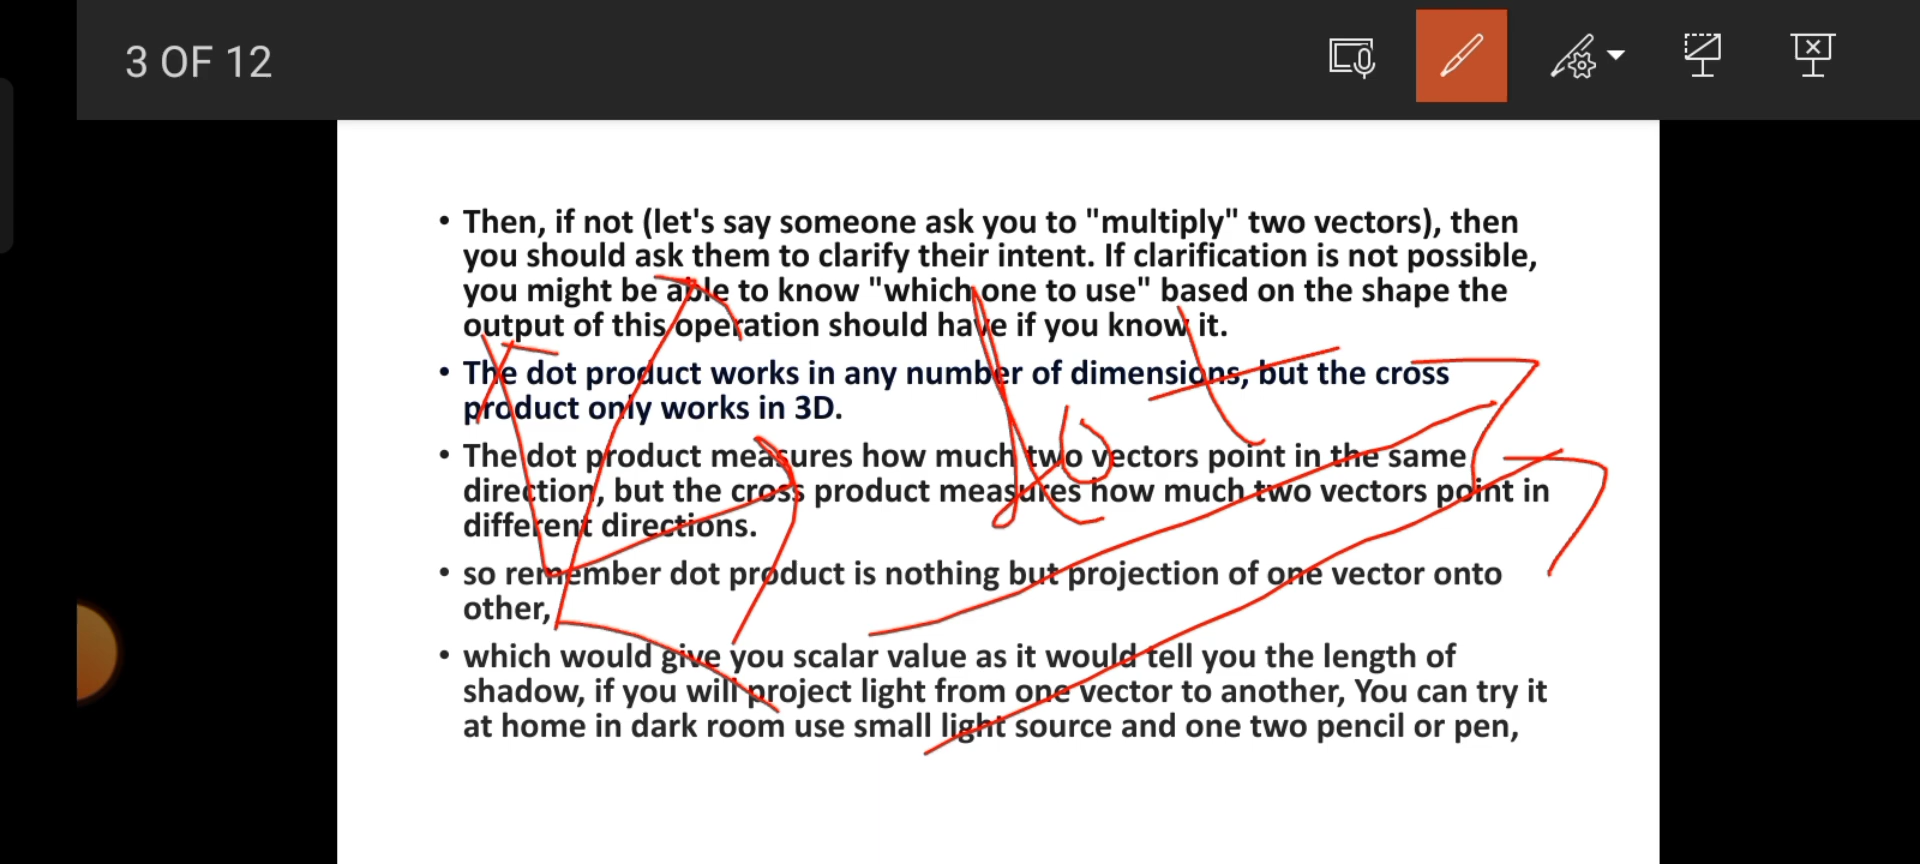 3 OF 12
• Then, if not (let's say someone ask you to "multiply" two vectors), then
you should ask them to clarify their intent. If clarification is not possible,
you might be able to know "which one to use" based on the shape the
output of this operation should have if you know it.
• The dot product works in any number of dimensions, but the cross
product only works in 3D.
• The dot product measures how much two vectors point in the same
direction, but the cross product measures how much two vectors point in
different directions.
• so remember dot product is nothing but projection of one vector onto
other,
• which would give you scalar value as it would tell you the length of
shadow, if you will project light from one vector to another, You can try it
at home in dark room use small light source and one two pencil or pen,
dot